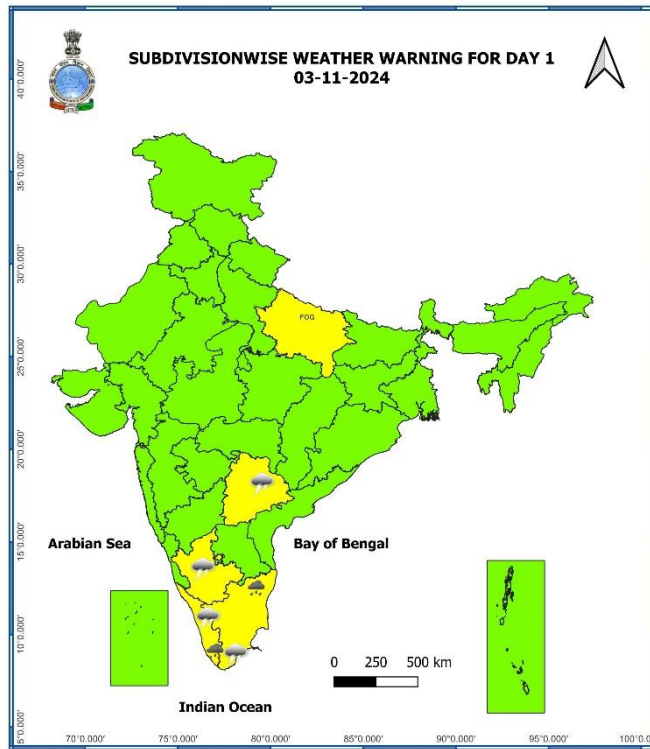 SUBDIVISIONWISE WEATHER WARNING FOR DAY 1
03-11-2024
40°0.000'
35°0.000'
30°0.000'
25°0.000'
20°0.000'
15°0.000'
10°0.000'
5°0.000'
FOG
Arabian Sea
Bay of Bengal
0 250 500 km
Indian Ocean
70°0.000' 75°0.000' 80°0.000' 85°0.000' 90°0.000' 95°0.000' 100°0.0